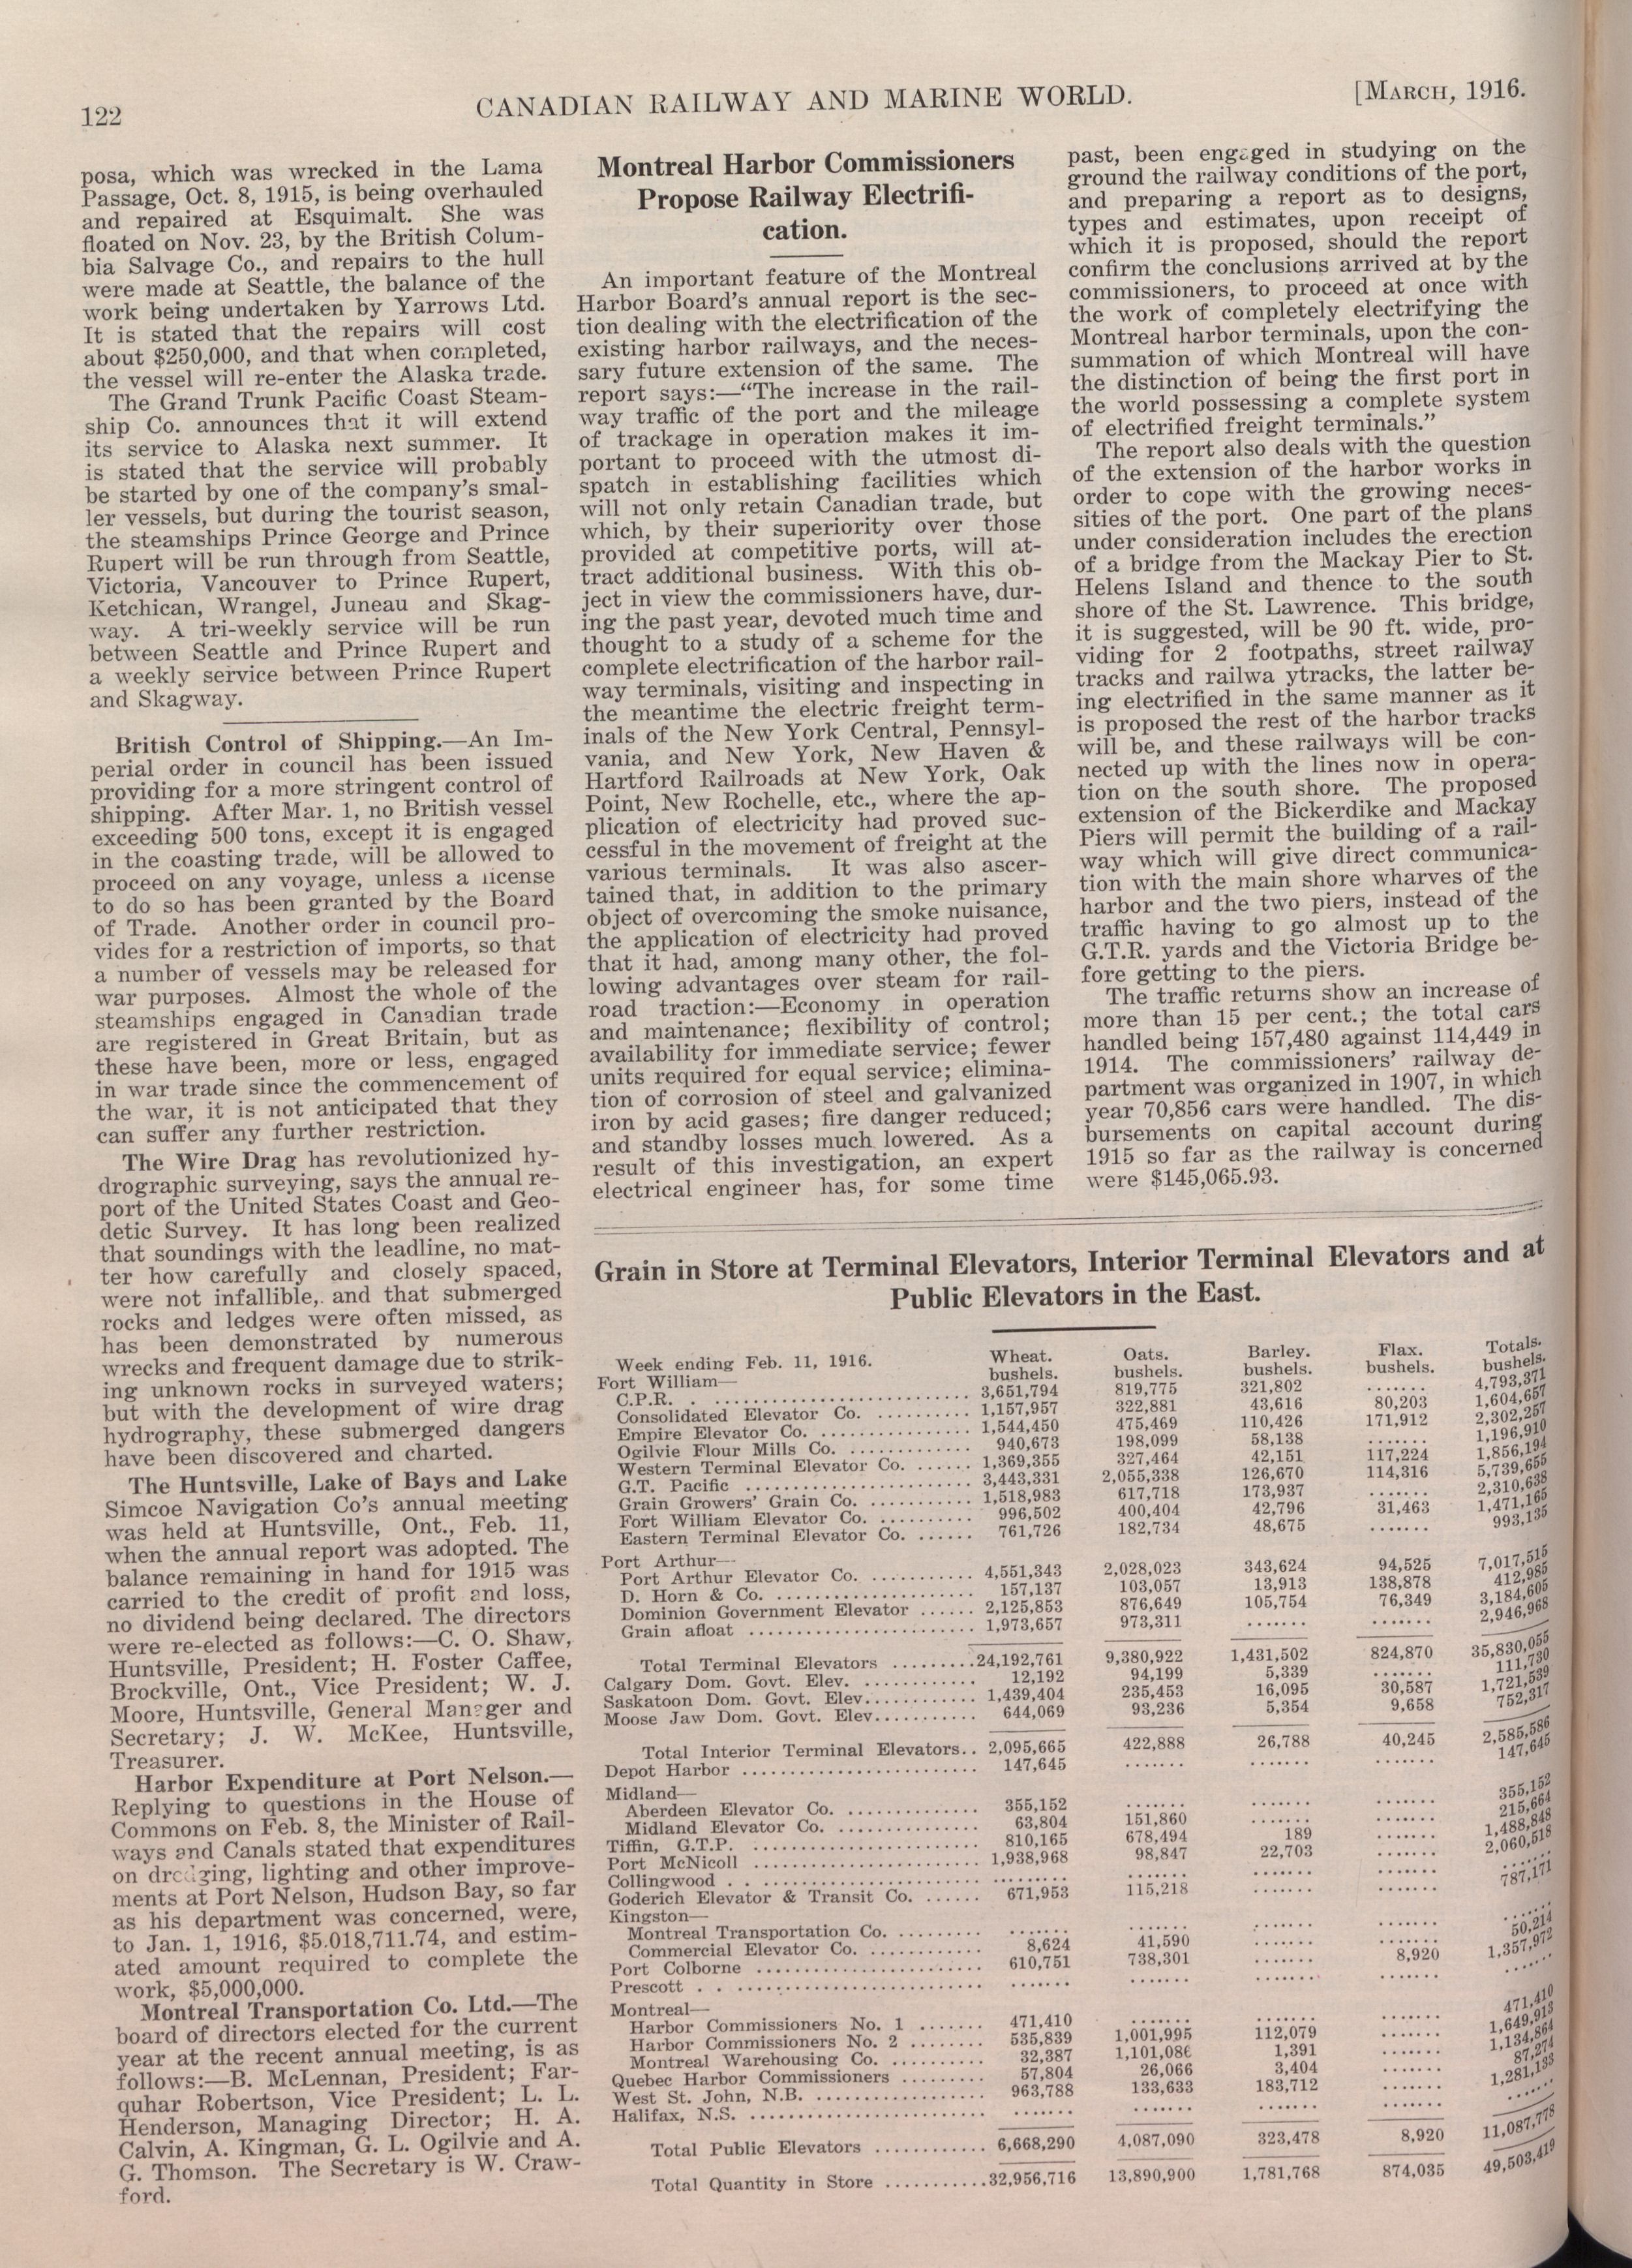 122
CANADIAN RAILWAY AND MARINE WORLD.
[MARCH, 1916.
posa, which was wrecked in the Lama
Passage, Oct. 8, 1915, is being overhauled
and repaired at Esquimalt. She was
floated on Nov. 23, by the British Colum-
bia Salvage Co., and repairs to the hull
were made at Seattle, the balance of the
work being undertaken by Yarrows Ltd.
It is stated that the repairs will cost
about $250,000, and that when completed,
the vessel will re-enter the Alaska trade.
The Grand Trunk Pacific Coast Steam-
ship Co. announces that it will extend
its service to Alaska next summer. It
is stated that the service will probably
be started by one of the company's smal-
ler vessels, but during the tourist season,
the steamships Prince George and Prince
Rupert will be run through from Seattle,
Victoria, Vancouver to Prince Rupert,
Ketchican, Wrangel, Juneau and Skag-
way. A tri-weekly service will be run
between Seattle and Prince Rupert and
a weekly service between Prince Rupert
and Skagway.
British Control of Shipping.—An Im-
perial order in council has been issued
providing for a more stringent control of
shipping. After Mar. 1, no British vessel
exceeding 500 tons, except it is engaged
in the coasting trade, will be allowed to
proceed on any voyage, unless a license
to do so has been granted by the Board
of Trade. Another order in council pro-
vides for a restriction of imports, so that
a number of vessels may be released for
war purposes. Almost the whole of the
steamships engaged in Canadian trade
are registered in Great Britain, but as
these have been, more or less, engaged
in war trade since the commencement of
the war, it is not anticipated that they
can suffer any further restriction.
The Wire Drag has revolutionized hy-
drographic surveying, says the annual re-
port of the United States Coast and Geo-
detic Survey. It has long been realized
that soundings with the leadline, no mat-
ter how carefully and closely spaced,
were not infallible, and that submerged
rocks and ledges were often missed, as
has been demonstrated by numerous
wrecks and frequent damage due to strik-
ing unknown rocks in surveyed waters;
but with the development of wire drag
hydrography, these submerged dangers
have been discovered and charted.
The Huntsville, Lake of Bays and Lake
Simcoe Navigation Co's annual meeting
was held at Huntsville, Ont., Feb. 11,
when the annual report was adopted. The
balance remaining in hand for 1915 was
carried to the credit of profit and loss,
no dividend being declared. The directors
were re-elected as follows:—C. O. Shaw,
Huntsville, President; H. Foster Caffee,
Brockville, Ont., Vice President; W. J.
Moore, Huntsville, General Manager and
Secretary; J. W. McKee, Huntsville,
Treasurer.
Harbor Expenditure at Port Nelson.—
Replying to questions in the House of
Commons on Feb. 8, the Minister of Rail-
ways and Canals stated that expenditures
on dredging, lighting and other improve-
ments at Port Nelson, Hudson Bay, so far
as his department was concerned, were,
to Jan. 1, 1916, $5.018,711.74, and estim-
ated amount required to complete the
work, $5,000,000.
Montreal Transportation Co. Ltd.—The
board of directors elected for the current
year at the recent annual meeting, is as
follows:—B. McLennan, President; Far-
quhar Robertson, Vice President; L. L.
Henderson, Managing Director; H. A.
Calvin, A. Kingman, G. L. Ogilvie and A.
G. Thomson. The Secretary is W. Craw-
ford.
Montreal Harbor Commissioners
Propose Railway Electrifi-
cation.
An important feature of the Montreal
Harbor Board's annual report is the sec-
tion dealing with the electrification of the
existing harbor railways, and the neces-
sary future extension of the same. The
report says:—"The increase in the rail-
way traffic of the port and the mileage
of trackage in operation makes it im-
portant to proceed with the utmost di-
spatch in establishing facilities which
will not only retain Canadian trade, but
which, by their superiority over those
provided at competitive ports, will at-
tract additional business. With this ob-
ject in view the commissioners have, dur-
ing the past year, devoted much time and
thought to a study of a scheme for the
complete electrification of the harbor rail-
way terminals, visiting and inspecting in
the meantime the electric freight term-
inals of the New York Central, Pennsyl-
vania, and New York, New Haven &
Hartford Railroads at New York, Oak
Point, New Rochelle, etc., where the ap-
plication of electricity had proved suc-
cessful in the movement of freight at the
various terminals. It was also ascer-
tained that, in addition to the primary
object of overcoming the smoke nuisance,
the application of electricity had proved
that it had, among many other, the fol-
lowing advantages over steam for rail-
road traction:—Economy in operation
and maintenance; flexibility of control;
availability for immediate service; fewer
units required for equal service; elimina-
tion of corrosion of steel and galvanized
iron by acid gases; fire danger reduced;
and standby losses much lowered. As a
result of this investigation, an expert
electrical engineer has, for some time
past, been engaged in studying on the
ground the railway conditions of the port,
and preparing a report as to designs,
types and estimates, upon receipt of
which it is proposed, should the report
confirm the conclusions arrived at by the
commissioners, to proceed at once with
the work of completely electrifying the
Montreal harbor terminals, upon the con-
summation of which Montreal will have
the distinction of being the first port in
the world possessing a complete system
of electrified freight terminals."
The report also deals with the question
of the extension of the harbor works in
order to cope with the growing neces-
sities of the port. One part of the plans
under consideration includes the erection
of a bridge from the Mackay Pier to St.
Helens Island and thence to the south
shore of the St. Lawrence. This bridge,
it is suggested, will be 90 ft. wide, pro-
viding for 2 footpaths, street railway
tracks and railwa ytracks, the latter be-
ing electrified in the same manner as it
is proposed the rest of the harbor tracks
will be, and these railways will be con-
nected up with the lines now in opera-
tion on the south shore. The proposed
extension of the Bickerdike and Mackay
Piers will permit the building of a rail-
way which will give direct communica-
tion with the main shore wharves of the
harbor and the two piers, instead of the
traffic having to go almost up to the
G.T.R. yards and the Victoria Bridge be-
fore getting to the piers.
The traffic returns show an increase of
more than 15 per cent.; the total cars
handled being 157,480 against 114,449 in
1914. The commissioners' railway de-
partment was organized in 1907, in which
year 70,856 cars were handled. The dis-
bursements on capital account during
1915 so far as the railway is concerned
were $145,065.93.
Grain in Store at Terminal Elevators, Interior Terminal Elevators and at
Public Elevators in the East.
Week ending Feb. 11, 1916. Wheat. Oats. Barley. Flax. Totals.
bushels. bushels. bushels. bushels. bushels.
Fort William—
C.P.R. . ............ 3,651,794 819,775 321,802 ....... 4,793,371
Consolidated Elevator Co. .......... 1,157,957 322,881 43,616 80,203 1,604,657
Empire Elevator Co. ............ 1,544,450 475,469 110,426 171,912 2,302,257
Ogilvie Flour Mills Co. ............ 940,673 198,099 58,138 ....... 1,196,910
Western Terminal Elevator Co. ...... 1,369,355 327,464 42,151 117,224 1,856,194
G.T. Pacific ............ 3,443,331 2,055,338 126,670 114,316 5,739,655
Grain Growers' Grain Co. ........... 1,518,983 617,718 173,937 ....... 2,310,638
Fort William Elevator Co. .......... 996,502 400,404 42,796 31,463 1,471,165
Eastern Terminal Elevator Co. ...... 761,726 182,734 48,675 ....... 993,135
Port Arthur—
Port Arthur Elevator Co. ........... 4,551,343 2,028,023 343,624 94,525 7,017,515
D. Horn & Co. ............ 157,137 103,057 13,913 138,878 412,985
Dominion Government Elevator ...... 2,125,853 876,649 105,754 76,349 3,184,605
Grain afloat ............ 1,973,657 973,311 ....... ....... 2,946,968
Total Terminal Elevators .........24,192,761 9,380,922 1,431,502 824,870 35,830,055
Calgary Dom. Govt. Elev. ............ 12,192 94,199 5,339 ....... 111,730
Saskatoon Dom. Govt. Elev........... 1,439,404 235,453 16,095 30,587 1,721,539
Moose Jaw Dom. Govt. Elev.......... 644,069 93,236 5,354 9,658 752,317
Total Interior Terminal Elevators.. 2,095,665 422,888 26,788 40,245 2,585,586
Depot Harbor ............ 147,645 ....... ....... ....... 147,645
Midland—
Aberdeen Elevator Co. ............ 355,152 ....... ....... ....... 355,152
Midland Elevator Co. ............ 63,804 151,860 ....... ....... 215,664
Tiffin, G.T.P. ............ 810,165 678,494 189 ....... 1,488,848
Port McNicoll ............ 1,938,968 98,847 22,703 ....... 2,060,518
Collingwood . . ............ ......... ....... ....... ....... .......
Goderich Elevator & Transit Co. ...... 671,953 115,218 ....... ....... 787,171
Kingston—
Montreal Transportation Co. ......... ....... ....... ....... ....... .......
Commercial Elevator Co. ............ 8,624 41,590 ....... ....... 50,214
Port Colborne ............ 610,751 738,301 ....... 8,920 1,357,972
Prescott . . ............ ....... ....... ....... ....... .......
Montreal—
Harbor Commissioners No. 1 ....... 471,410 ....... ....... ....... 471,410
Harbor Commissioners No. 2 ........ 535,839 1,001,995 112,079 ....... 1,649,913
Montreal Warehousing Co. .......... 32,387 1,101,086 1,391 ....... 1,134,864
Quebec Harbor Commissioners ......... 57,804 26,066 3,404 ....... 87,274
West St. John, N.B. ............ 963,788 133,633 183,712 ....... 1,281,133
Halifax, N.S. ............ ....... ....... ....... ....... .......
Total Public Elevators ............ 6,668,290 4,087,090 323,478 8,920 11,087,778
Total Quantity in Store ...........32,956,716 13,890,900 1,781,768 874,035 49,503,419